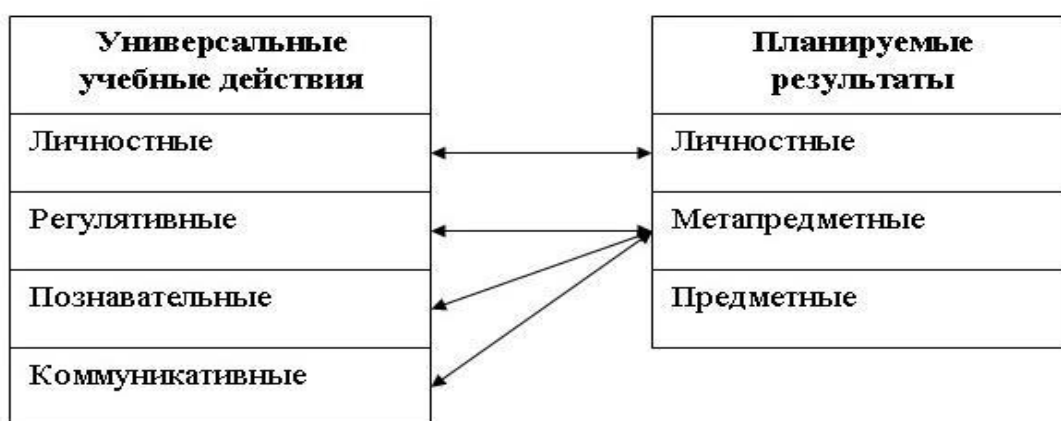 Универсальные
учебные действия
Личностные
Регулятивные
Познавательные
Коммуникативные
Планируемые
результаты
Личностные
Метапредметные
Предметные